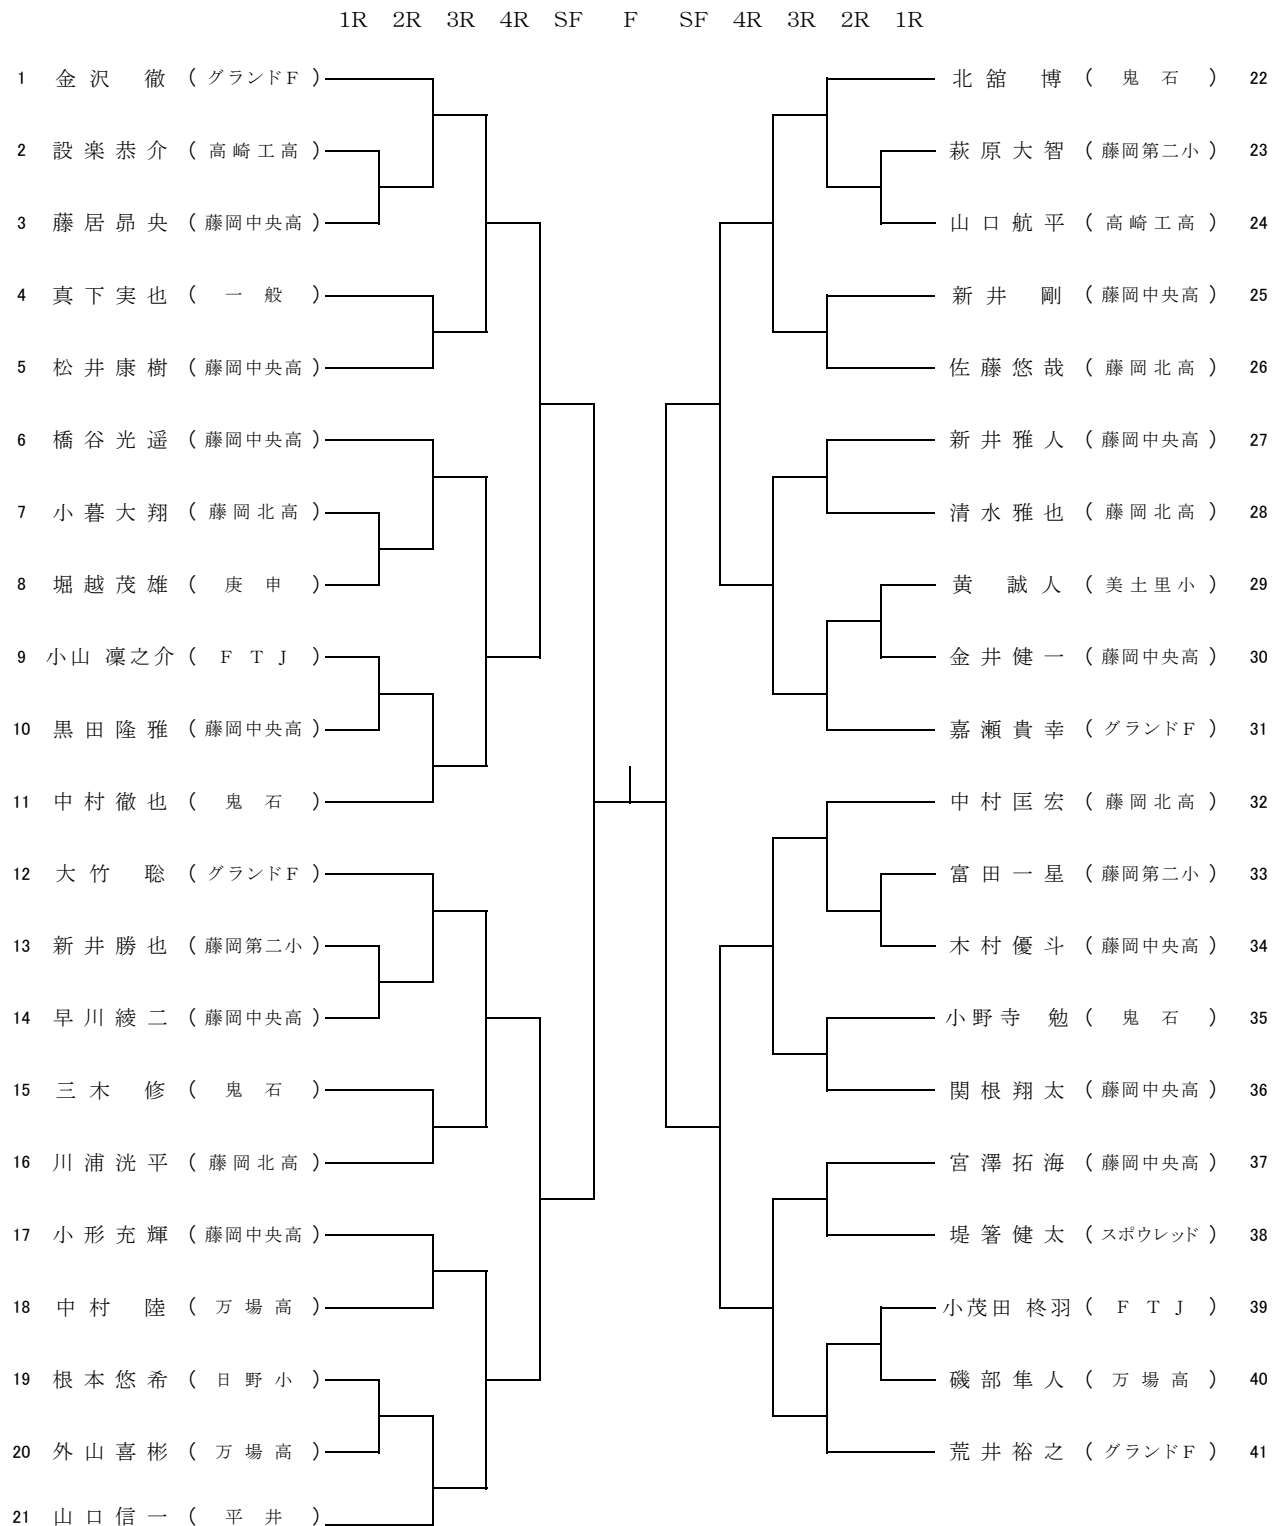 1R 2R 3R 4R SF F SF 4R 3R 2R 1R
1 金沢 徹 ( グランドF )
2 設楽恭介 ( 高崎工高 )
3 藤居昴央 ( 藤岡中央高 )
4 真下実也 ( 一般 )
5 松井康樹 ( 藤岡中央高 )
6 橋谷光遥 ( 藤岡中央高 )
7 小暮大翔 ( 藤岡北高 )
8 堀越茂雄 ( 庚申 )
9 小山 凜之介 ( FTJ )
10 黒田隆雅 ( 藤岡中央高 )
11 中村徹也 ( 鬼石 )
12 大竹 聡 ( グランドF )
13 新井勝也 ( 藤岡第二小 )
14 早川綾二 ( 藤岡中央高 )
15 三木 修 ( 鬼石 )
16 川浦洸平 ( 藤岡北高 )
17 小形充輝 ( 藤岡中央高 )
18 中村 陸 ( 万場高 )
19 根本悠希 ( 日野小 )
20 外山喜彬 ( 万場高 )
21 山口信一 ( 平井 )
北舘 博 ( 鬼石 ) 22
萩原大智 ( 藤岡第二小 ) 23
山口航平 ( 高崎工高 ) 24
新井 剛 ( 藤岡中央高 ) 25
佐藤悠哉 ( 藤岡北高 ) 26
新井雅人 ( 藤岡中央高 ) 27
清水雅也 ( 藤岡北高 ) 28
黄 誠人 ( 美土里小 ) 29
金井健一 ( 藤岡中央高 ) 30
嘉瀬貴幸 ( グランドF ) 31
中村匡宏 ( 藤岡北高 ) 32
富田一星 ( 藤岡第二小 ) 33
木村優斗 ( 藤岡中央高 ) 34
小野寺 勉 ( 鬼石 ) 35
関根翔太 ( 藤岡中央高 ) 36
宮澤拓海 ( 藤岡中央高 ) 37
堤箸健太 ( スポウレッド ) 38
小茂田 柊羽 ( FTJ ) 39
磯部隼人 ( 万場高 ) 40
荒井裕之 ( グランドF ) 41